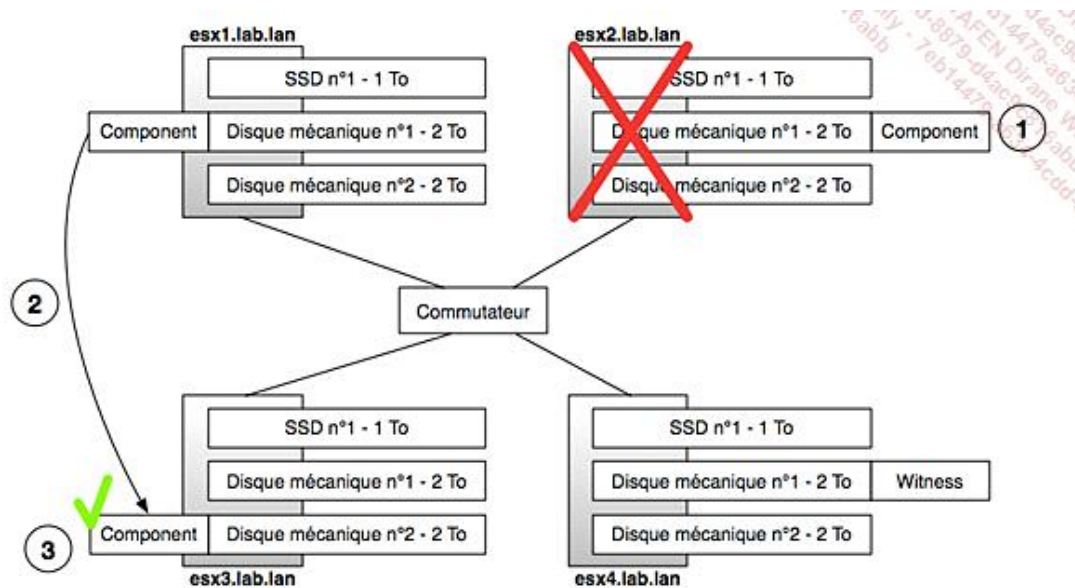 esx1.lab.lan
SSD n°1 - 1 To
Component
Disque mécanique n°1 - 2 To
Disque mécanique n°2 - 2 To
esx2.lab.lan
SSD n°1 - 1 To
Disque mécanique n°1 - 2 To
Component
1
Disque mécanique n°2 - 2 To
2
Commutateur
SSD n°1 - 1 To
Disque mécanique n°1 - 2 To
Component
Disque mécanique n°2 - 2 To
3
esx3.lab.lan
SSD n°1 - 1 To
Disque mécanique n°1 - 2 To
Witness
Disque mécanique n°2 - 2 To
esx4.lab.lan